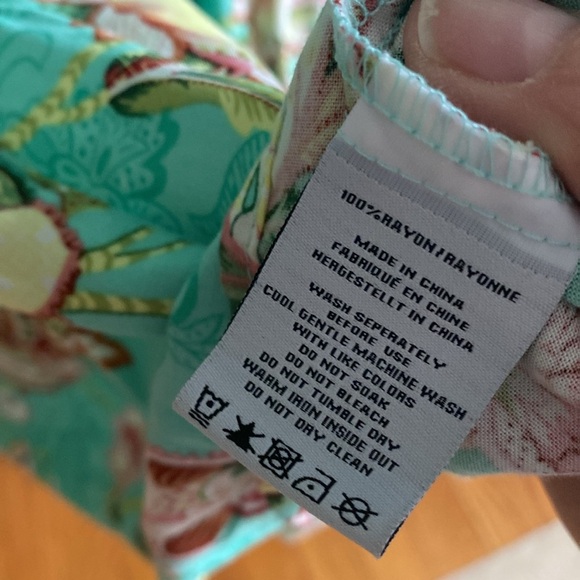 100% RAYON/RAYONNE
MADE IN CHINA
FABRIQUÉ EN CHINE
HERGESTELLT IN CHINA
WASH SEPERATELY
BEFORE USE
COOL GENTLE MACHINE WASH
WITH LIKE COLORS
DO NOT SOAK
DO NOT BLEACH
DO NOT TUMBLE DRY
WARM IRON INSIDE OUT
DO NOT DRY CLEAN